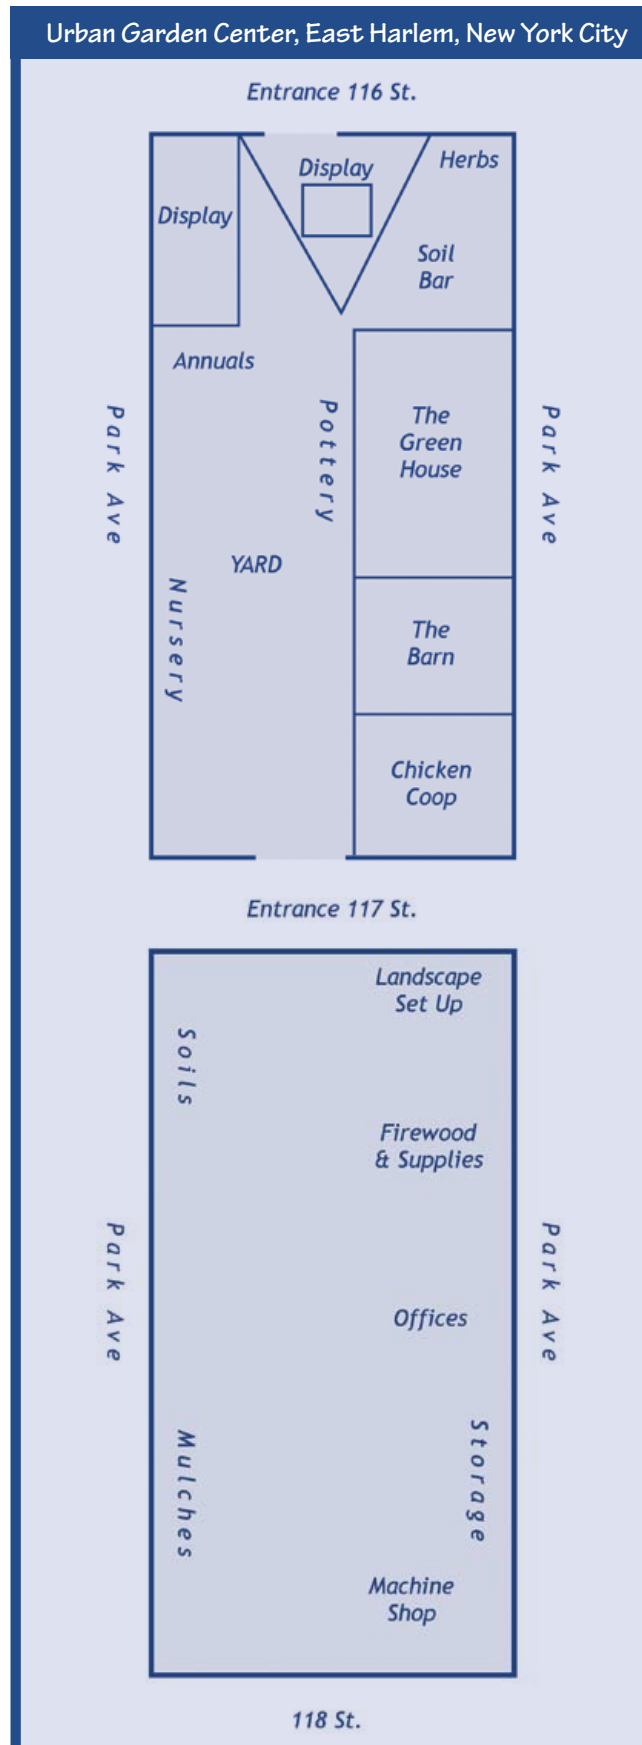 Urban Garden Center, East Harlem, New York City
Entrance 116 St.
Display
Herbs
Display
Soil
Bar
Annuals
Park Ave
Pottery
The
Green
House
Park Ave
YARD
Nursery
The
Barn
Chicken
Coop
Entrance 117 St.
Landscape
Set Up
Soils
Firewood
& Supplies
Park Ave
Offices
Park Ave
Mulches
Storage
Machine
Shop
118 St.